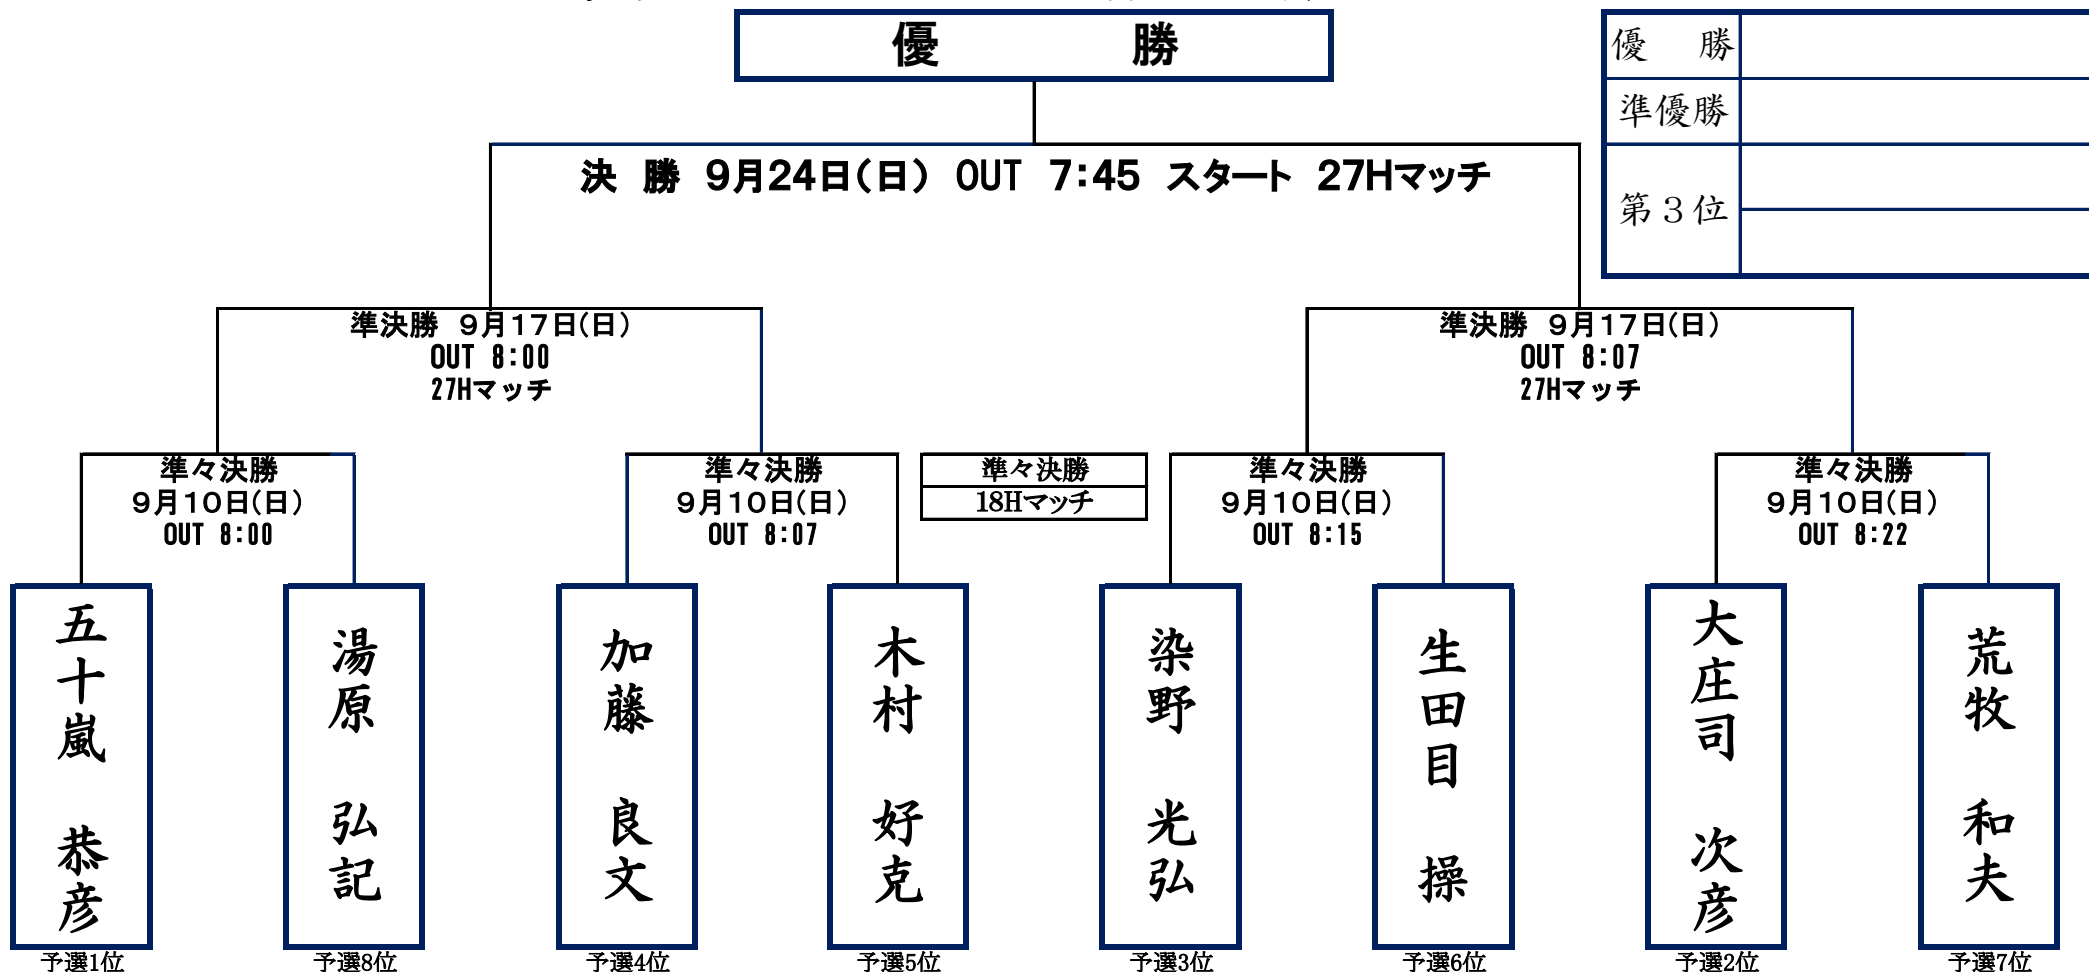 優　勝
優　勝
準優勝
第３位
決　勝　９月２４日（日）　OUT　７：４５　スタート　２７Hマッチ
準決勝　９月１７日(日）
OUT 8:00
27Hマッチ
準決勝　９月１７日(日）
OUT 8:07
27Hマッチ
準々決勝
９月１０日(日）
OUT 8:00
準々決勝
９月１０日(日）
OUT 8:07
準々決勝
18Hマッチ
準々決勝
９月１０日(日）
OUT 8:15
準々決勝
９月１０日(日）
OUT 8:22
五十嵐　恭彦
湯原　弘記
加藤　良文
木村　好克
染野　光弘
生田目　操
大庄司　次彦
荒牧　和夫
予選1位
予選8位
予選4位
予選5位
予選3位
予選6位
予選2位
予選7位